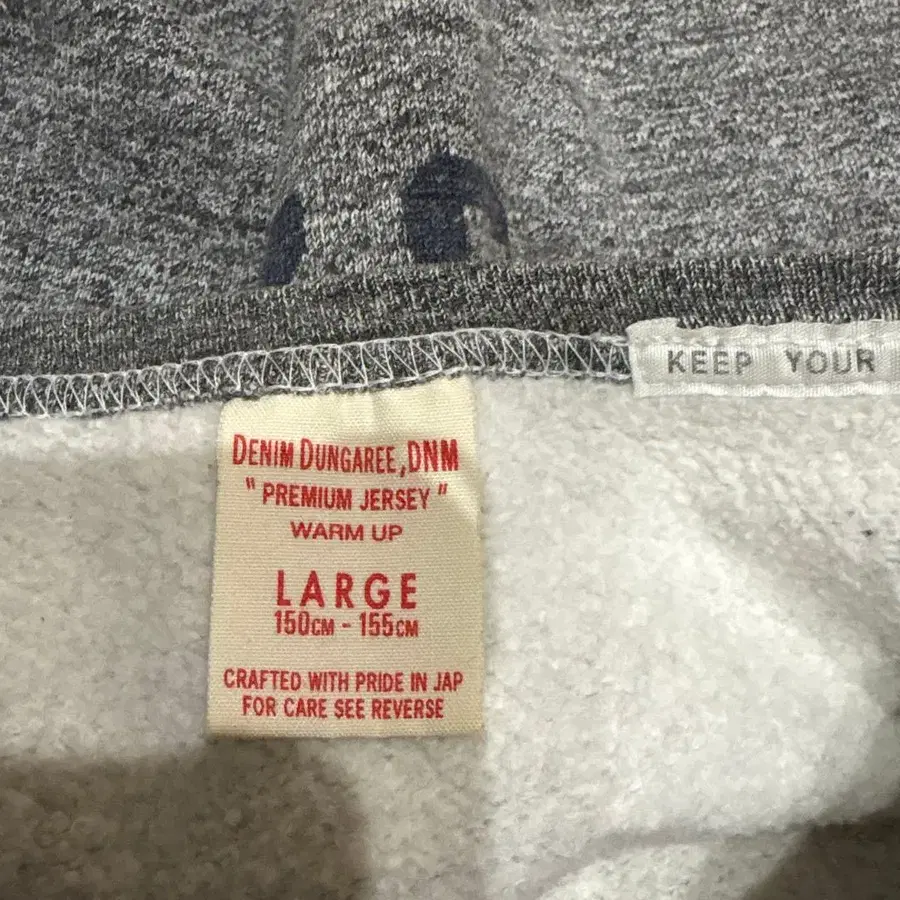 KEEP YOUR
DENIM DUNGAREE,DNM
"PREMIUM JERSEY"
WARM UP
LARGE
150CM - 155CM
CRAFTED WITH PRIDE IN JAP
FOR CARE SEE REVERSE